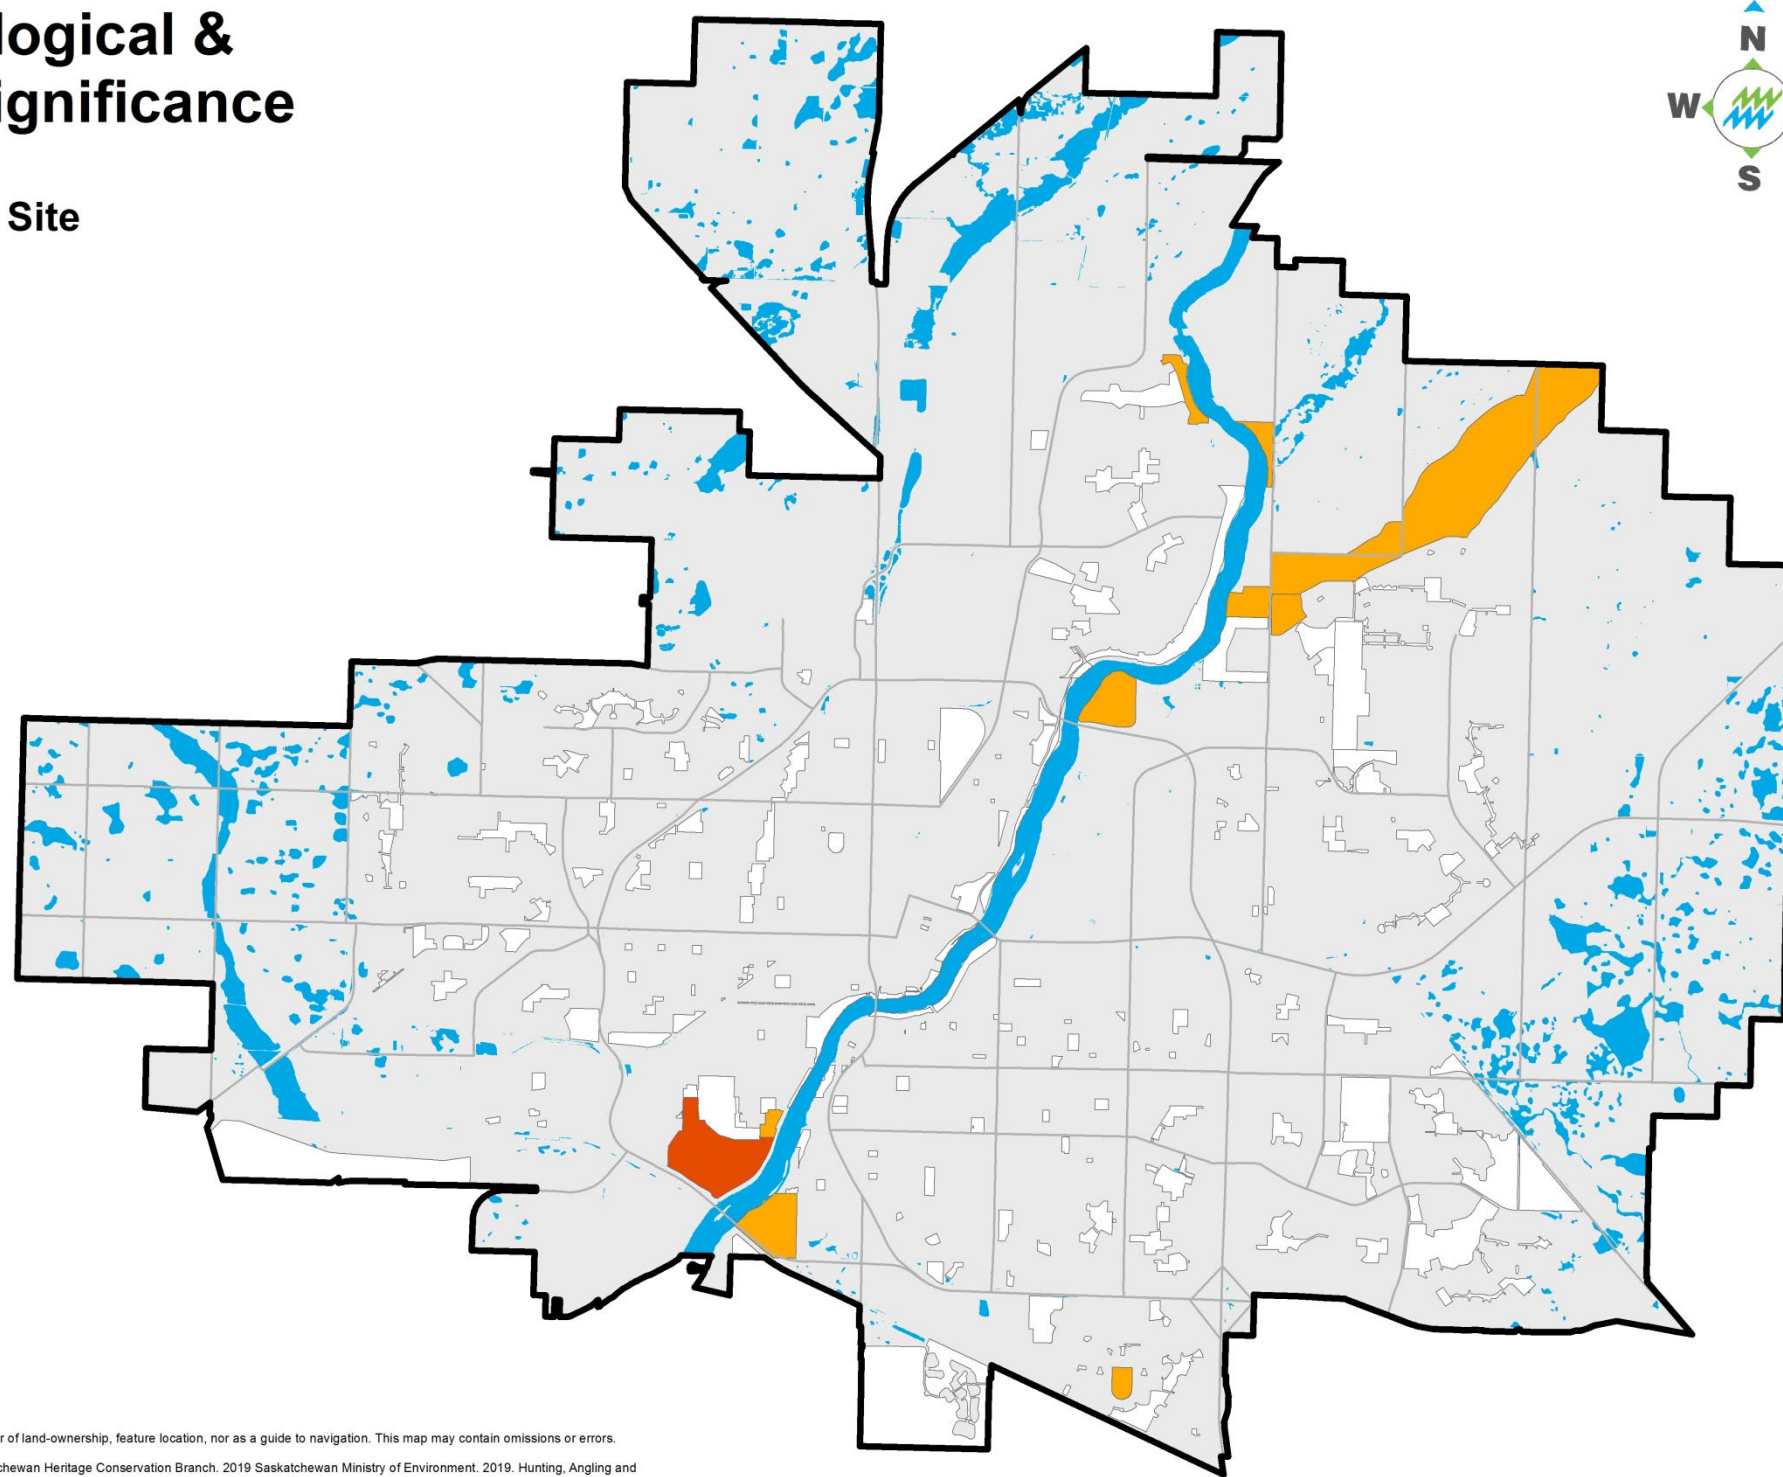 logical &
ignificance
Site
N
W
S
r of land-ownership, feature location, nor as a guide to navigation. This map may contain omissions or errors.
chewan Heritage Conservation Branch. 2019 Saskatchewan Ministry of Environment. 2019. Hunting, Angling and